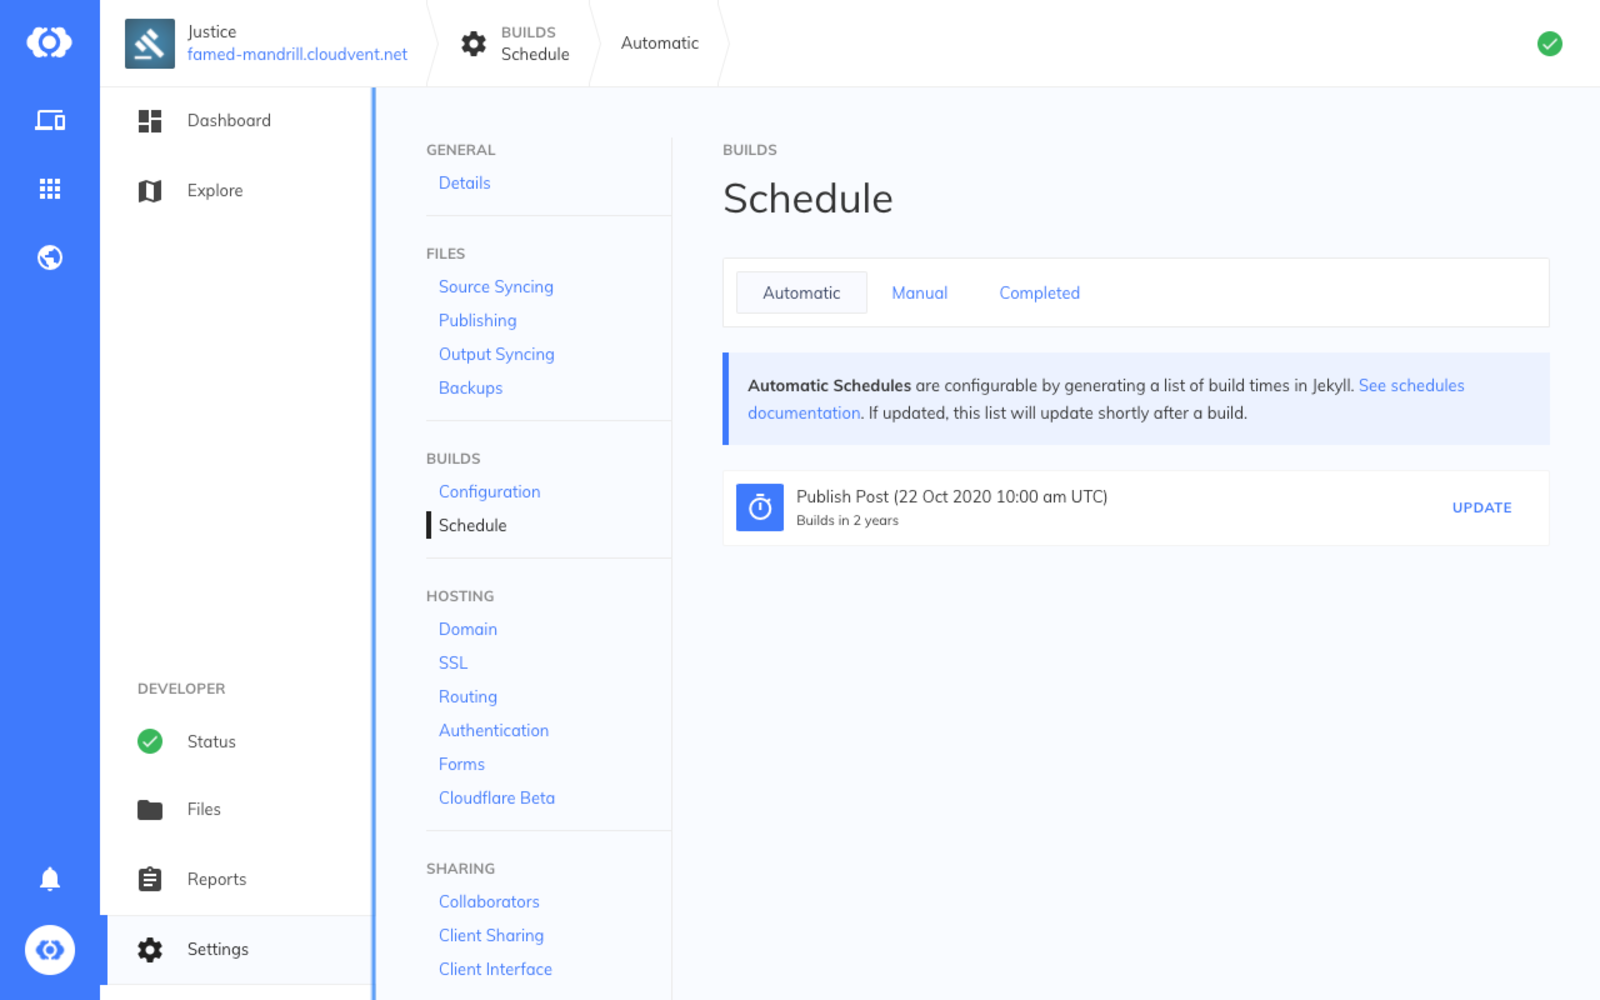 Justice
famed-mandrill.cloudvent.net
BUILDS
Schedule
Automatic
Dashboard
Explore
DEVELOPER
Status
Files
Reports
Settings
GENERAL
Details
FILES
Source Syncing
Publishing
Output Syncing
Backups
BUILDS
Configuration
Schedule
HOSTING
Domain
SSL
Routing
Authentication
Forms
Cloudflare Beta
SHARING
Collaborators
Client Sharing
Client Interface
BUILDS
Schedule
Automatic Manual Completed
Automatic Schedules are configurable by generating a list of build times in Jekyll. See schedules
documentation. If updated, this list will update shortly after a build.
Publish Post (22 Oct 2020 10:00 am UTC)
Builds in 2 years
UPDATE